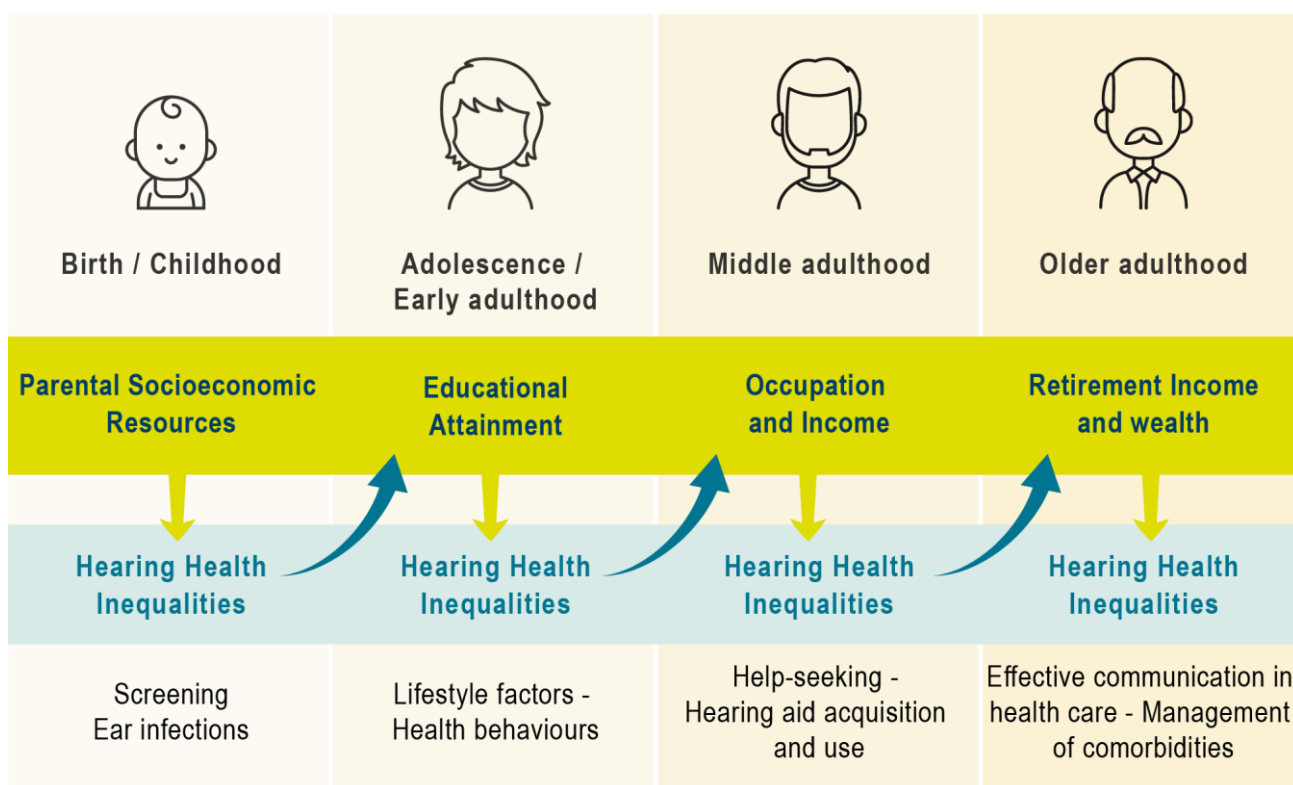 Birth / Childhood
Adolescence /
Early adulthood
Middle adulthood
Older adulthood
Parental Socioeconomic
Resources
Educational
Attainment
Occupation
and Income
Retirement Income
and wealth
Hearing Health
Inequalities
Hearing Health
Inequalities
Hearing Health
Inequalities
Hearing Health
Inequalities
Screening
Ear infections
Lifestyle factors -
Health behaviours
Help-seeking -
Hearing aid acquisition
and use
Effective communication in
health care - Management
of comorbidities